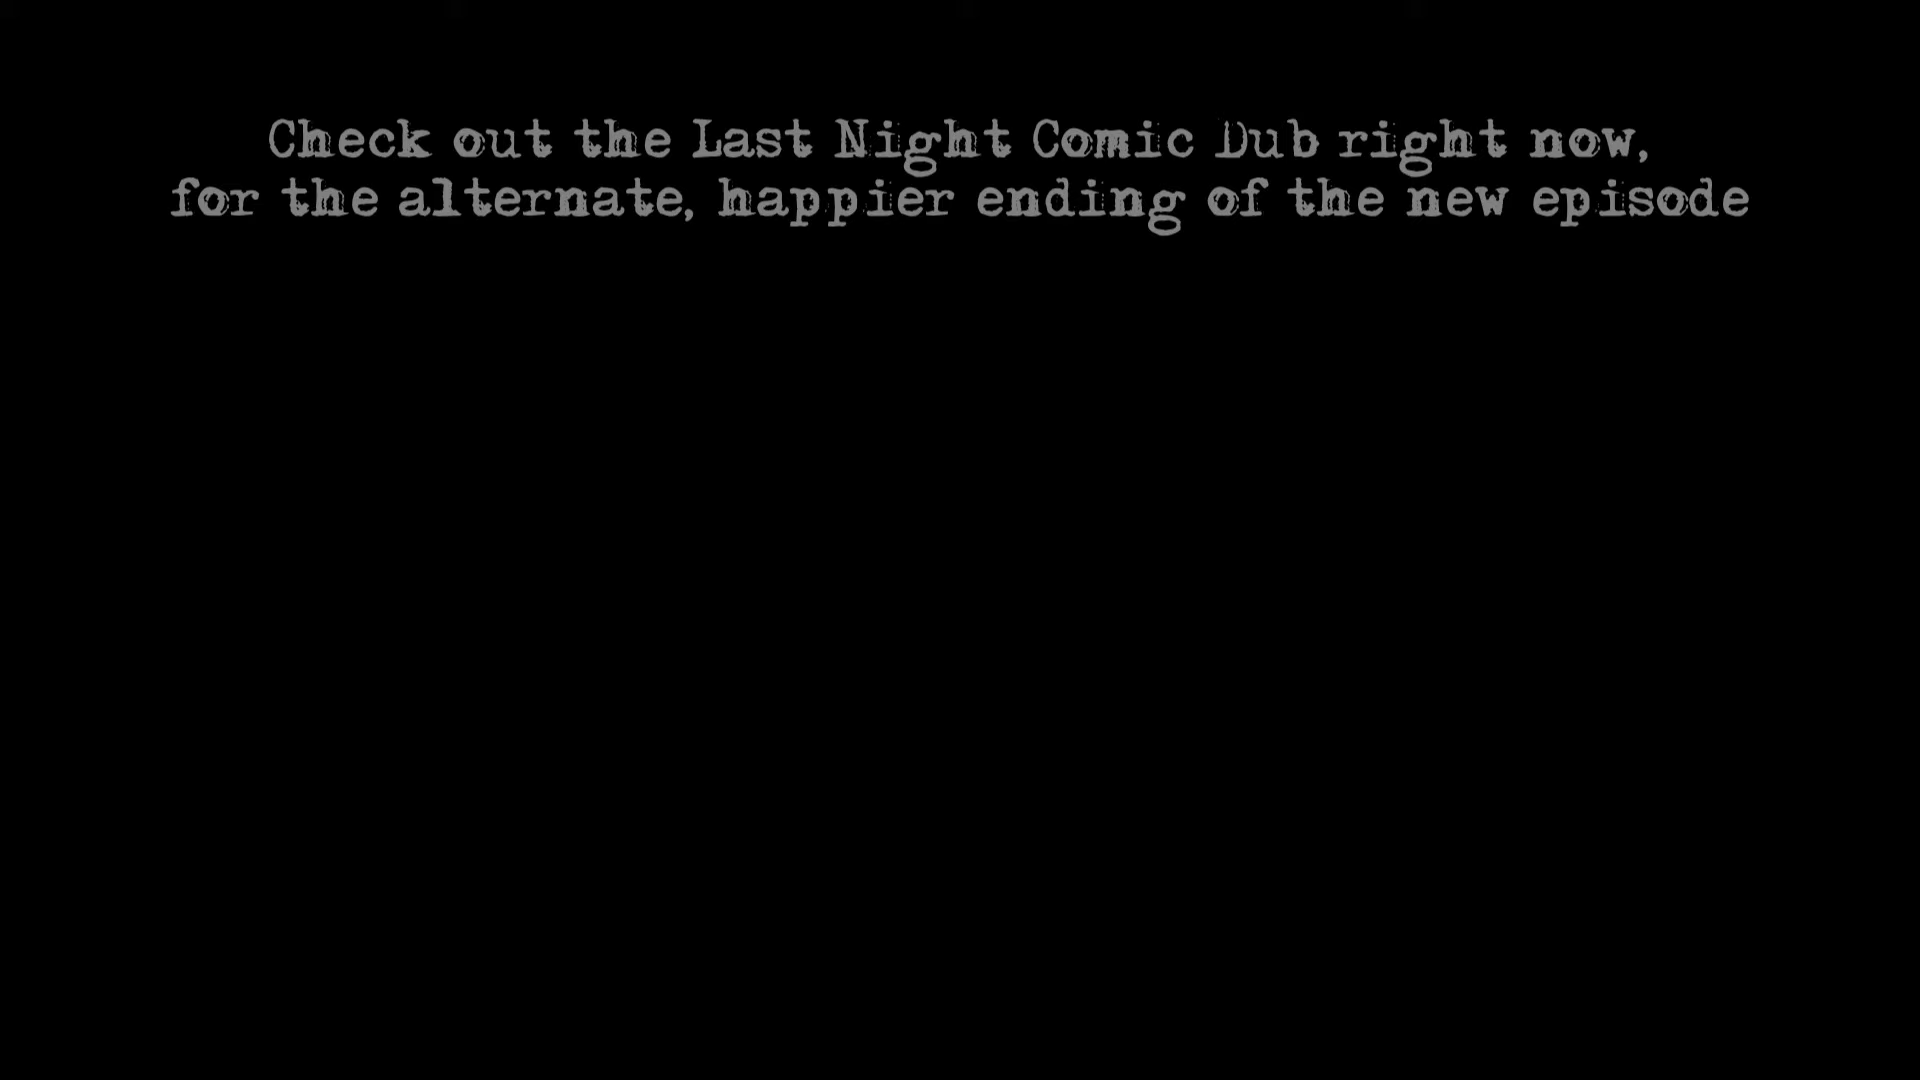 Check out the Last Night Comic Dub right now,
for the alternate, happier ending of the new episode